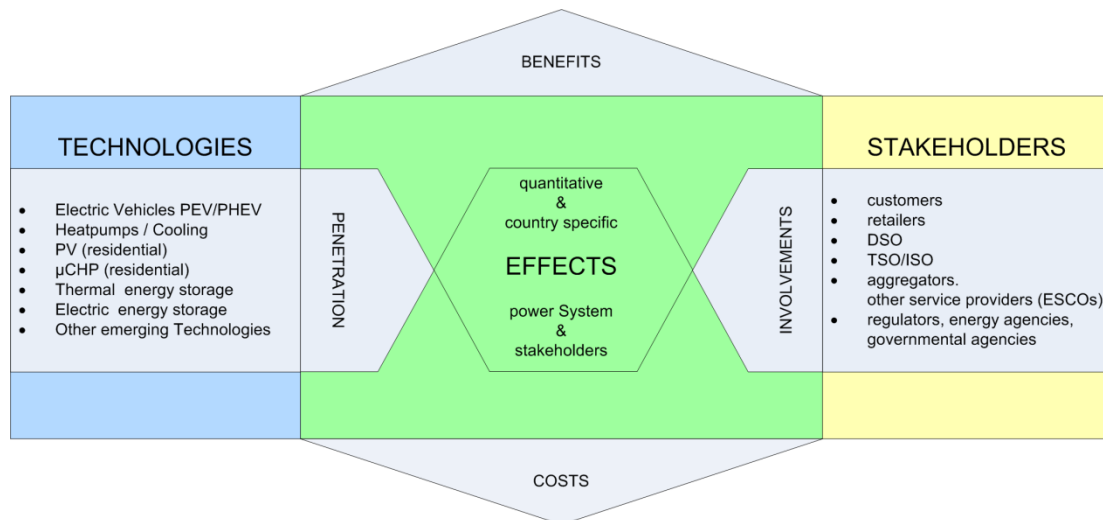 BENEFITS
TECHNOLOGIES
• Electric Vehicles PEV/PHEV
• Heatpumps / Cooling
• PV (residential)
• µCHP (residential)
• Thermal energy storage
• Electric energy storage
• Other emerging Technologies
PENETRATION
quantitative
&
country specific
EFFECTS
power System
&
stakeholders
INVOLVEMENTS
STAKEHOLDERS
• customers
• retailers
• DSO
• TSO/ISO
• aggregators.
other service providers (ESCOs)
• regulators, energy agencies,
governmental agencies
COSTS